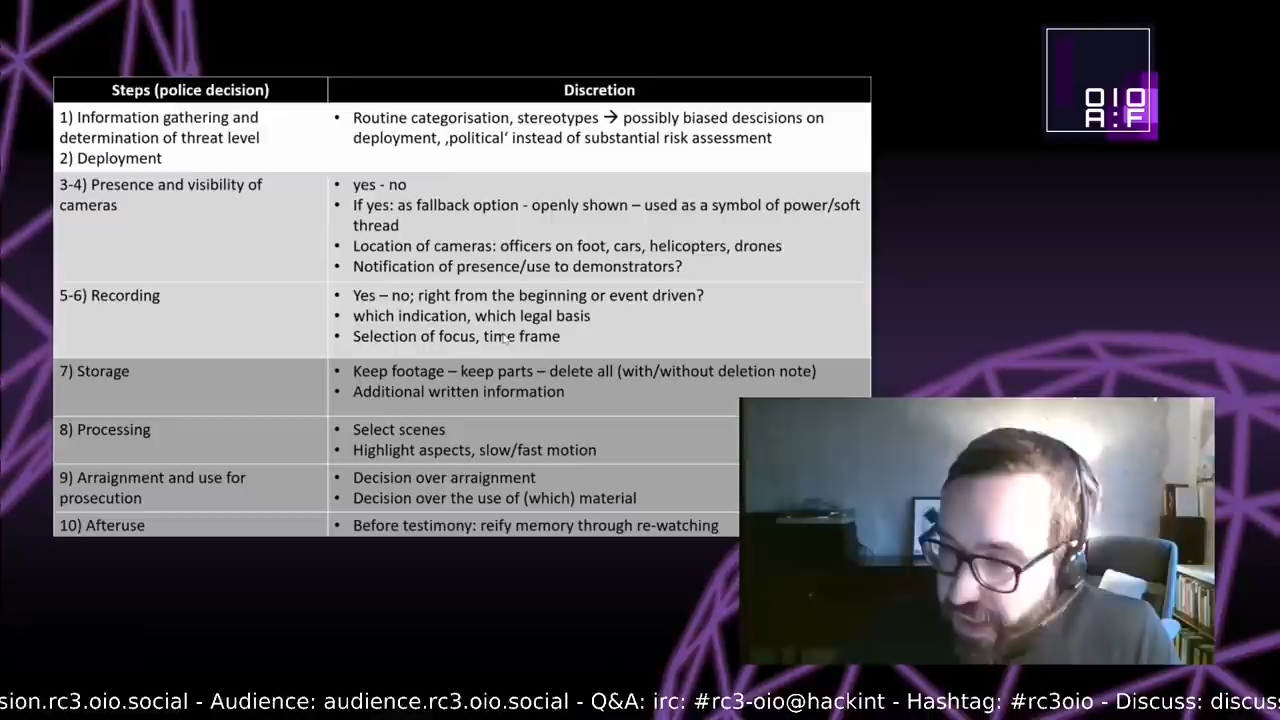 OIO
A:F
Steps (police decision)
Discretion
1) Information gathering and
determination of threat level
2) Deployment
• Routine categorisation, stereotypes → possibly biased descisions on
deployment, ‚political‘ instead of substantial risk assessment
3-4) Presence and visibility of
cameras
• yes - no
• If yes: as fallback option - openly shown – used as a symbol of power/soft
thread
• Location of cameras: officers on foot, cars, helicopters, drones
• Notification of presence/use to demonstrators?
5-6) Recording
• Yes – no; right from the beginning or event driven?
• which indication, which legal basis
• Selection of focus, time frame
7) Storage
• Keep footage – keep parts – delete all (with/without deletion note)
• Additional written information
8) Processing
• Select scenes
• Highlight aspects, slow/fast motion
9) Arraignment and use for
prosecution
• Decision over arraignment
• Decision over the use of (which) material
10) Afteruse
• Before testimony: reify memory through re-watching
sion.rc3.oio.social - Audience: audience.rc3.oio.social - Q&A: irc: #rc3-oio@hackint - Hashtag: #rc3oio - Discuss: discus